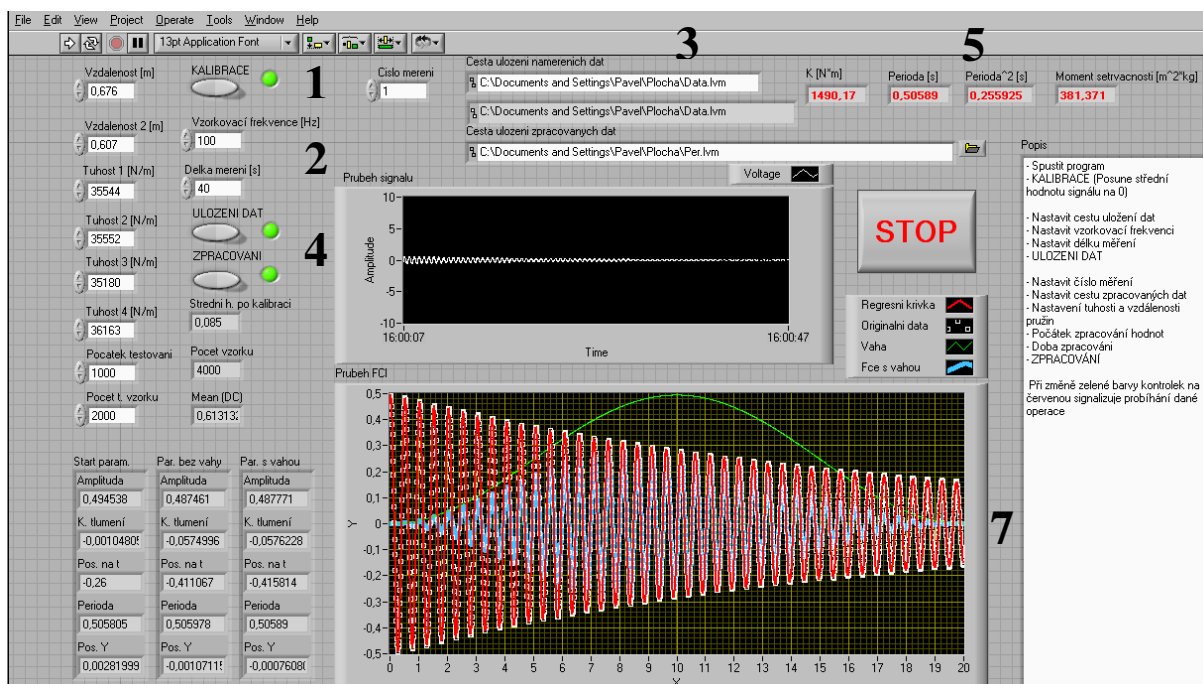 File Edit View Project Operate Tools Window Help
13pt Application Font
3
5
Vzdalenost [m]
0,676
KALIBRACE
1
Cislo mereni
1
Cesta ulozeni namerenich dat
C:\Documents and Settings\Pavel\Plocha\Data.lvm
C:\Documents and Settings\Pavel\Plocha\Data.lvm
Cesta ulozeni zpracovanych dat
C:\Documents and Settings\Pavel\Plocha\Per.lvm
K [N"m]
1490,17
Perioda [s]
0,50589
Perioda^2 [s]
0,255925
Moment setrvacnosti [m^2"kg]
381,371
Vzdalenost 2 [m]
0,607
Vzorkovací frekvence [Hz]
100
2
Tuhost 1 [N/m]
35544
Delka mereni [s]
40
Tuhost 2 [N/m]
35552
ULOZENI DAT
4
Tuhost 3 [N/m]
35180
ZPRACOVANI
Tuhost 4 [N/m]
36163
Stredni h. po kalibraci
0,085
Pocatek testovani
1000
Pocet vzorku
4000
Pocet t. vzorku
2000
Mean (DC)
0,613132
Prubeh signalu
Voltage
Amplitude
10
5
0
-5
-10
16:00:07
16:00:47
Time
STOP
Regresni krivka
Originalni data
Vaha
Fce s vahou
Popis
- Spustit program
- KALIBRACE (Posune střední
hodnotu signálu na 0)
- Nastavit cestu uložení dat
- Nastavit vzorkovací frekvenci
- Nastavit délku měření
- ULOZENI DAT
- Nastavit číslo měření
- Nastavit cestu zpracovaných dat
- Nastavení tuhosti a vzdálenosti
pružin
- Počátek zpracování hodnot
- Doba zpracováni
- ZPRACOVÁNÍ
Při změně zelené barvy kontrolek na
červenou signalizuje probíhání dané
operace
Start param.
Amplituda
0,494538
K. tlumení
-0,00104805
Pos. na t
-0,26
Perioda
0,505805
Pos. Y
0,00281999
Par. bez vahy
Amplituda
0,487461
K. tlumení
-0,0574996
Pos. na t
-0,411067
Perioda
0,505978
Pos. Y
-0,00107115
Par. s vahou
Amplituda
0,487771
K. tlumení
-0,0576228
Pos. na t
-0,415814
Perioda
0,50589
Pos. Y
Prubeh FCI
Y
0,5
0,4
0,3
0,2
0,1
0
-0,1
-0,2
-0,3
-0,4
-0,5
0 1 2 3 4 5 6 7 8 9 10 11 12 13 14 15 16 17 18 19 20
X
7